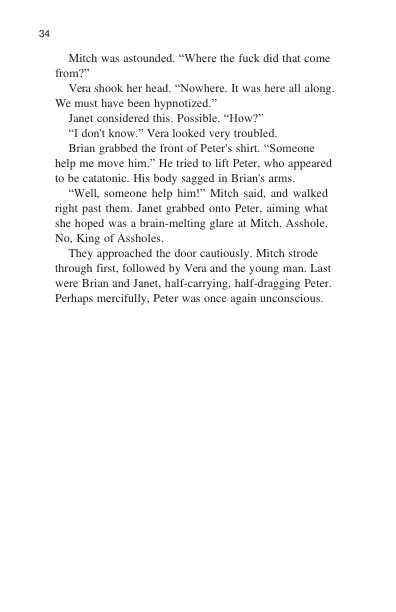 34
Mitch was astounded. “Where the fuck did that come
from?”
Vera shook her head. “Nowhere. It was here all along.
We must have been hypnotized.”
Janet considered this. Possible. “How?”
“I don't know.” Vera looked very troubled.
Brian grabbed the front of Peter's shirt. “Someone
help me move him.” He tried to lift Peter, who appeared
to be catatonic. His body sagged in Brian's arms.
“Well, someone help him!” Mitch said, and walked
right past them. Janet grabbed onto Peter, aiming what
she hoped was a brain-melting glare at Mitch. Asshole.
No, King of Assholes.
They approached the door cautiously. Mitch strode
through first, followed by Vera and the young man. Last
were Brian and Janet, half-carrying, half-dragging Peter.
Perhaps mercifully, Peter was once again unconscious.